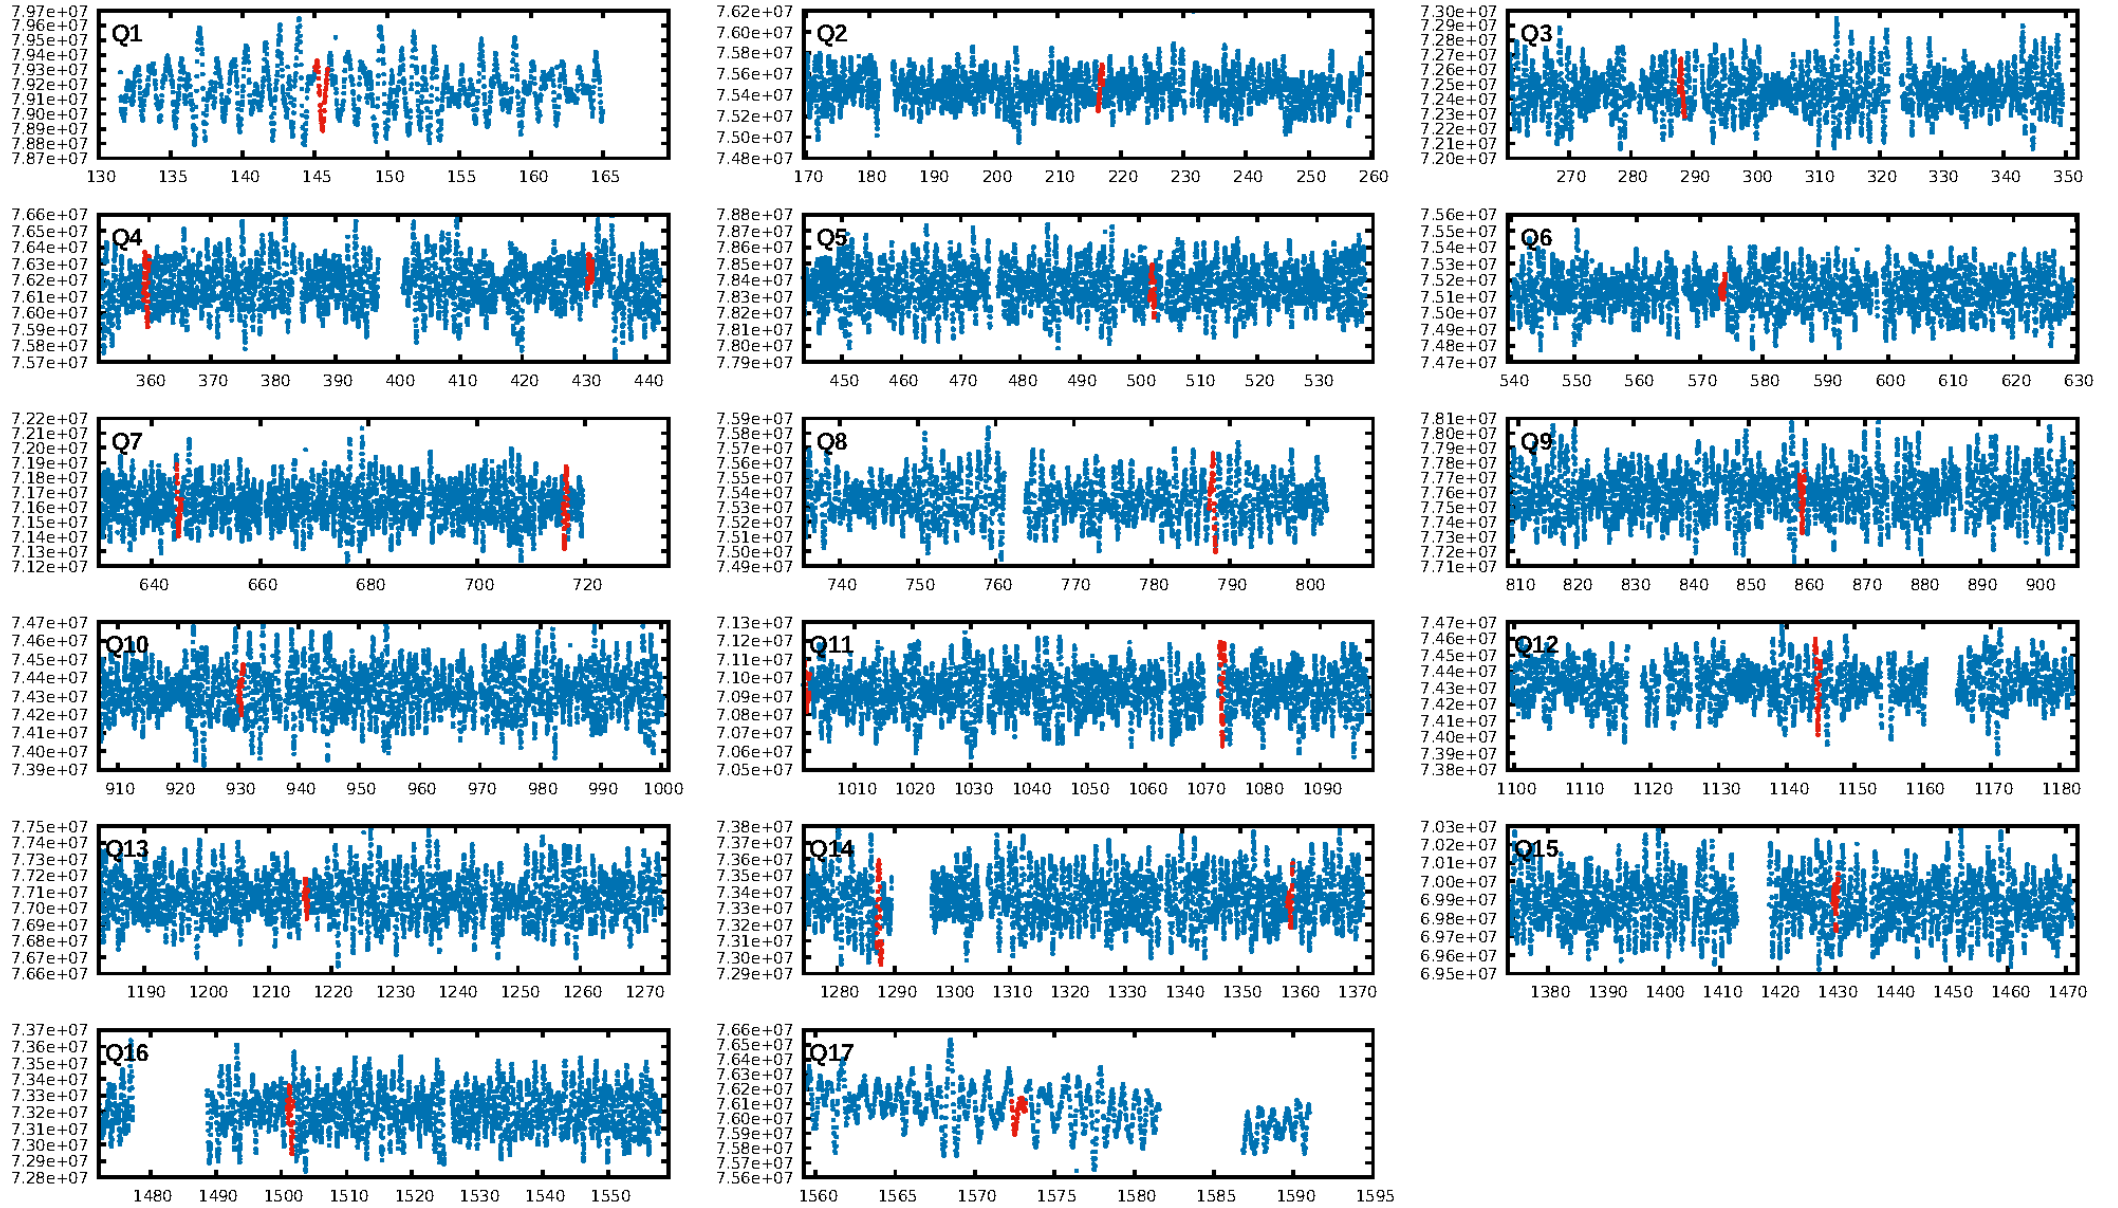 7.97e+07
7.96e+07
7.95e+07
7.94e+07
7.93e+07
7.92e+07
7.91e+07
7.90e+07
7.89e+07
7.88e+07
7.87e+07
Q1
130 135 140 145 150 155 160 165
7.62e+07
7.60e+07
7.58e+07
7.56e+07
7.54e+07
7.52e+07
7.50e+07
7.48e+07
Q2
170 180 190 200 210 220 230 240 250 260
7.30e+07
7.29e+07
7.28e+07
7.27e+07
7.26e+07
7.25e+07
7.24e+07
7.23e+07
7.22e+07
7.21e+07
7.20e+07
Q3
270 280 290 300 310 320 330 340 350
7.66e+07
7.65e+07
7.64e+07
7.63e+07
7.62e+07
7.61e+07
7.60e+07
7.59e+07
7.58e+07
7.57e+07
Q4
360 370 380 390 400 410 420 430 440
7.88e+07
7.87e+07
7.86e+07
7.85e+07
7.84e+07
7.83e+07
7.82e+07
7.81e+07
7.80e+07
7.79e+07
Q5
450 460 470 480 490 500 510 520 530
7.56e+07
7.55e+07
7.54e+07
7.53e+07
7.52e+07
7.51e+07
7.50e+07
7.49e+07
7.48e+07
7.47e+07
Q6
540 550 560 570 580 590 600 610 620 630
7.22e+07
7.21e+07
7.20e+07
7.19e+07
7.18e+07
7.17e+07
7.16e+07
7.15e+07
7.14e+07
7.13e+07
7.12e+07
Q7
640 660 680 700 720
7.59e+07
7.58e+07
7.57e+07
7.56e+07
7.55e+07
7.54e+07
7.53e+07
7.52e+07
7.51e+07
7.50e+07
7.49e+07
Q8
740 750 760 770 780 790 800
7.81e+07
7.80e+07
7.79e+07
7.78e+07
7.77e+07
7.76e+07
7.75e+07
7.74e+07
7.73e+07
7.72e+07
7.71e+07
Q9
810 820 830 840 850 860 870 880 890 900
7.47e+07
7.46e+07
7.45e+07
7.44e+07
7.43e+07
7.42e+07
7.41e+07
7.40e+07
7.39e+07
Q10
910 920 930 940 950 960 970 980 990 1000
7.13e+07
7.12e+07
7.11e+07
7.10e+07
7.09e+07
7.08e+07
7.07e+07
7.06e+07
7.05e+07
Q11
1010 1020 1030 1040 1050 1060 1070 1080 1090
7.47e+07
7.46e+07
7.45e+07
7.44e+07
7.43e+07
7.42e+07
7.41e+07
7.40e+07
7.39e+07
7.38e+07
Q12
1100 1110 1120 1130 1140 1150 1160 1170 1180
7.75e+07
7.74e+07
7.73e+07
7.72e+07
7.71e+07
7.70e+07
7.69e+07
7.68e+07
7.67e+07
7.66e+07
Q13
1190 1200 1210 1220 1230 1240 1250 1260 1270
7.38e+07
7.37e+07
7.36e+07
7.35e+07
7.34e+07
7.33e+07
7.32e+07
7.31e+07
7.30e+07
7.29e+07
Q14
1280 1290 1300 1310 1320 1330 1340 1350 1360 1370
7.03e+07
7.02e+07
7.01e+07
7.00e+07
6.99e+07
6.98e+07
6.97e+07
6.96e+07
6.95e+07
Q15
1380 1390 1400 1410 1420 1430 1440 1450 1460 1470
7.37e+07
7.36e+07
7.35e+07
7.34e+07
7.33e+07
7.32e+07
7.31e+07
7.30e+07
7.29e+07
7.28e+07
Q16
1480 1490 1500 1510 1520 1530 1540 1550
7.66e+07
7.65e+07
7.64e+07
7.63e+07
7.62e+07
7.61e+07
7.60e+07
7.59e+07
7.58e+07
7.57e+07
7.56e+07
Q17
1560 1565 1570 1575 1580 1585 1590 1595